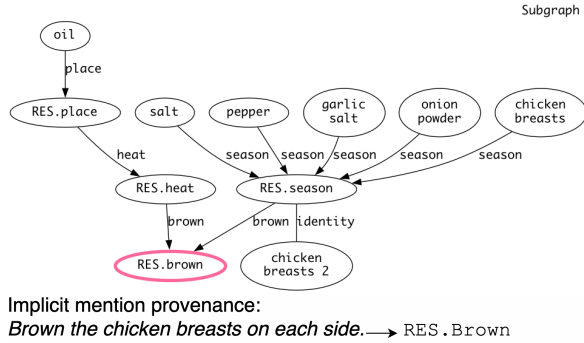 Subgraph
oil
place
RES.place
salt
pepper
garlic
salt
onion
powder
chicken
breasts
heat
season
season
season
season
season
RES.heat
RES.season
brown
brown
identity
RES.brown
chicken
breasts 2
Implicit mention provenance:
Brown the chicken breasts on each side. → RES.Brown